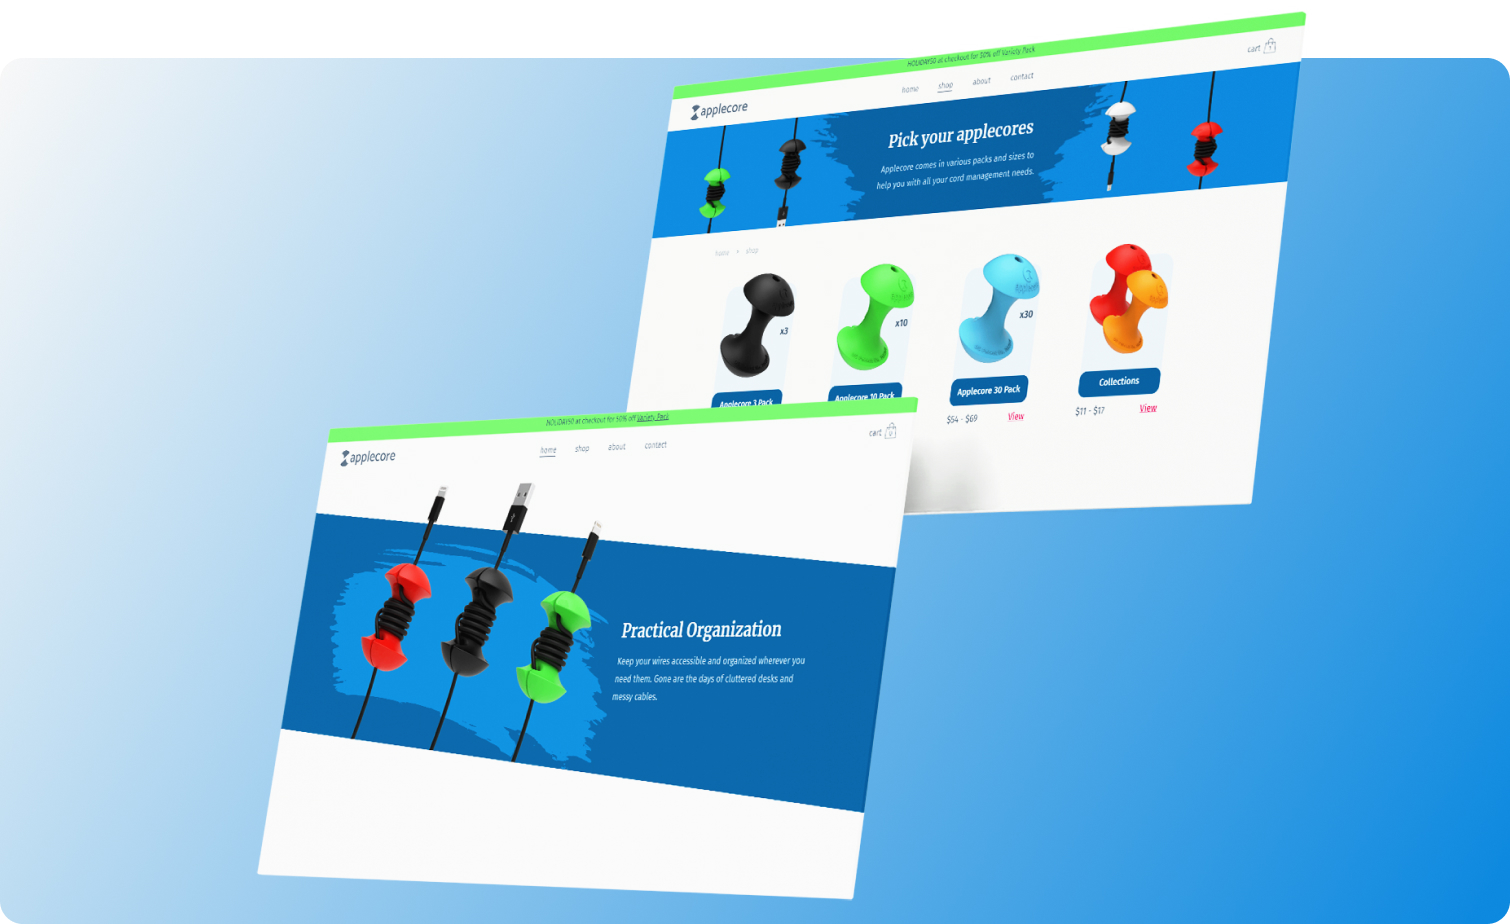 HOLIDAY50 at checkout for 50% off Variety Pack
applecore
home shop about contact
cart
Pick your applecores
Applecore comes in various packs and sizes to
help you with all your cord management needs.
home • shop
x3
x10
x30
Applecore 3 Pack
Applecore 10 Pack
Applecore 30 Pack
Collections
$54 - $69 View
$11 - $17 View
HOLIDAY50 at checkout for 50% off Variety Pack
applecore
home shop about contact
cart
Practical Organization
Keep your wires accessible and organized wherever you
need them. Gone are the days of cluttered desks and
messy cables.